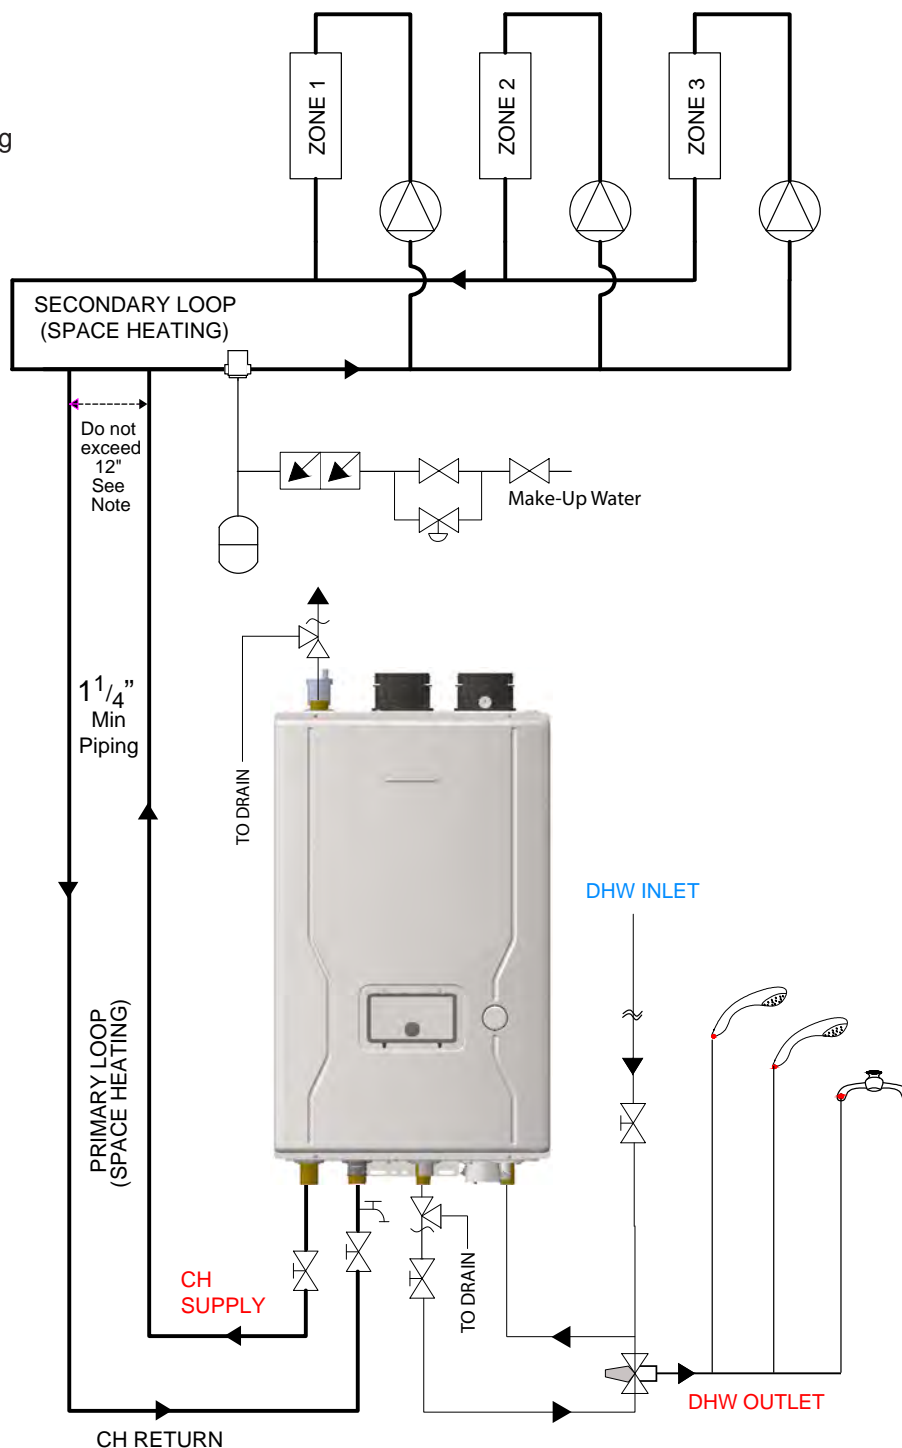 g
ZONE 1
ZONE 2
ZONE 3
SECONDARY LOOP
(SPACE HEATING)
Do not
exceed
12"
See
Note
Make-Up Water
1 1/4”
Min
Piping
TO DRAIN
DHW INLET
PRIMARY LOOP
(SPACE HEATING)
CH
SUPPLY
TO DRAIN
DHW OUTLET
CH RETURN